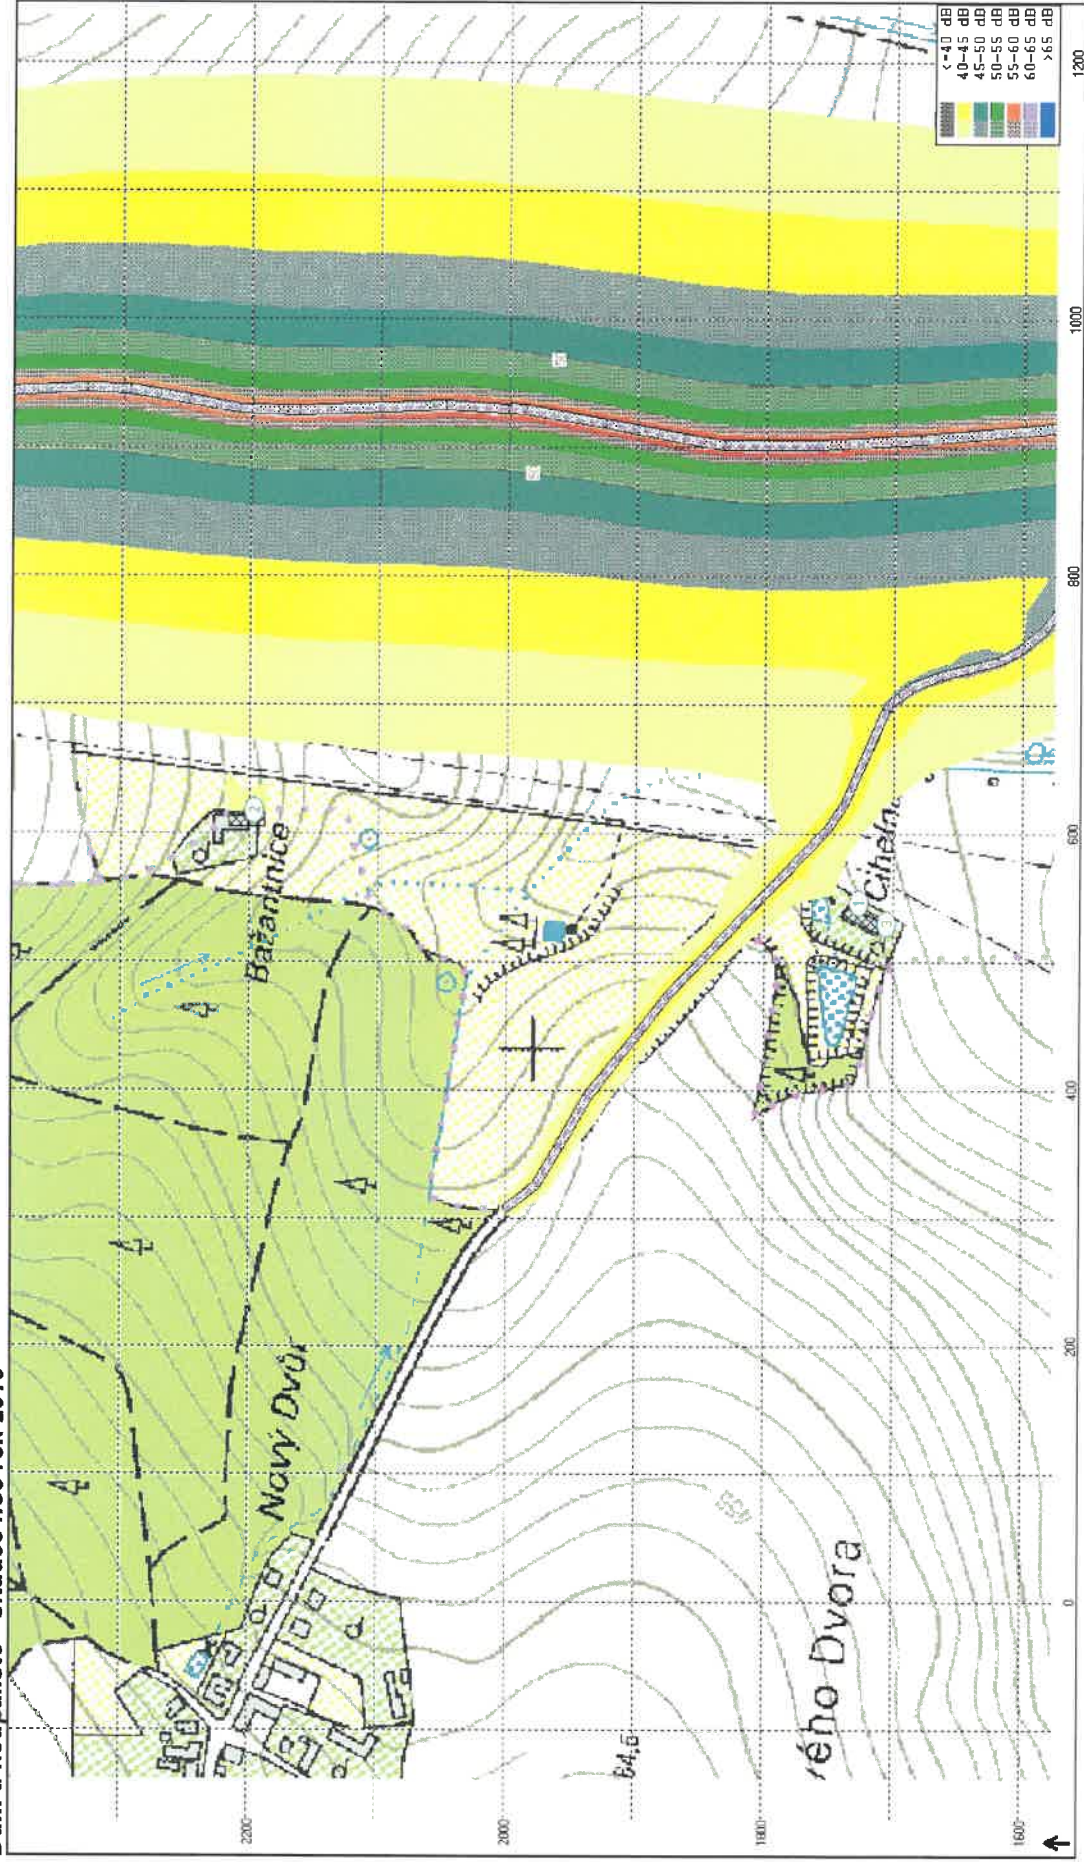 <-40 dB
40-45 dB
45-50 dB
50-55 dB
55-60 dB
60-65 dB
>65 dB
Bažantnice
Nový Dvůr
Cihelna
rého Dvora
64,6
2200
2000
1800
1600
0
200
400
600
800
1000
1200